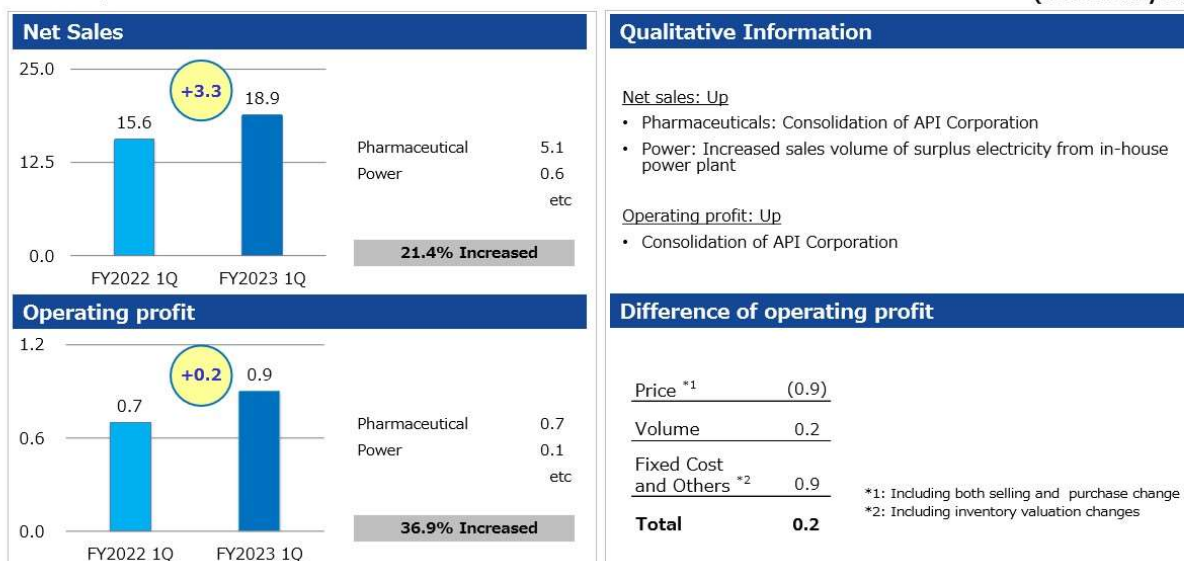 Net Sales
25.0
12.5
0.0
+3.3
15.6
18.9
FY2022 1Q FY2023 1Q
Pharmaceutical 5.1
Power 0.6
etc
21.4% Increased
Operating profit
1.2
0.6
0.0
+0.2
0.7
0.9
FY2022 1Q FY2023 1Q
Pharmaceutical 0.7
Power 0.1
etc
36.9% Increased
Qualitative Information
Net sales: Up
• Pharmaceuticals: Consolidation of API Corporation
• Power: Increased sales volume of surplus electricity from in-house
power plant
Operating profit: Up
• Consolidation of API Corporation
Difference of operating profit
Price *1 (0.9)
Volume 0.2
Fixed Cost
and Others *2 0.9
Total 0.2
*1: Including both selling and purchase change
*2: Including inventory valuation changes